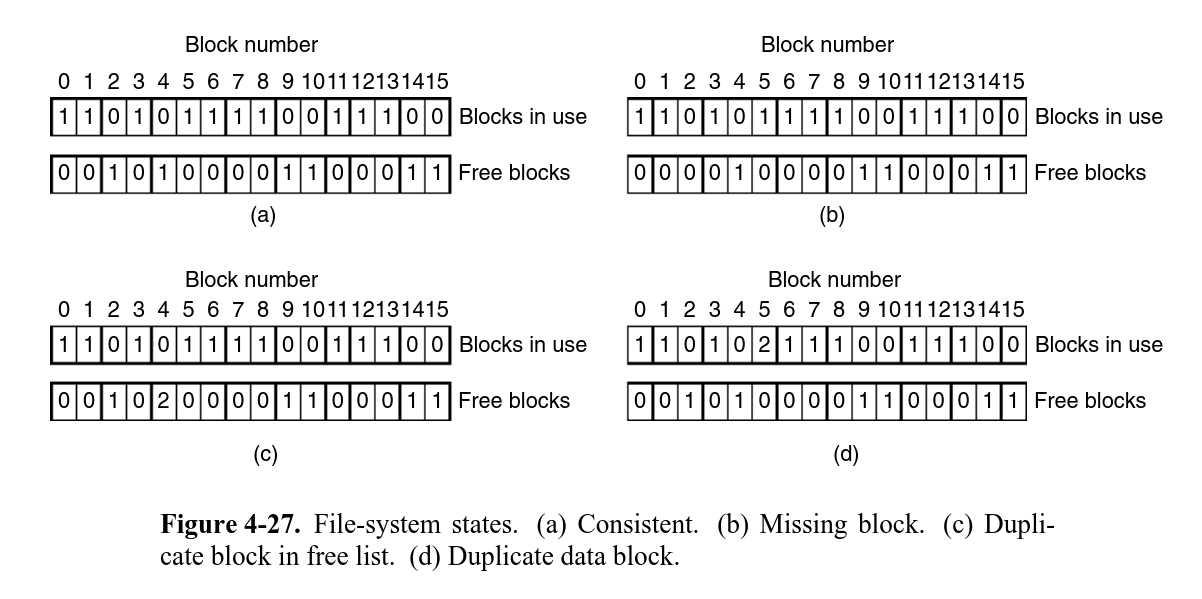 Block number
0 1 2 3 4 5 6 7 8 9 10 11 12 13 14 15
1 1 0 1 0 1 1 1 1 0 0 1 1 1 0 0 Blocks in use
0 0 1 0 1 0 0 0 0 1 1 0 0 0 1 1 Free blocks
(a)
Block number
0 1 2 3 4 5 6 7 8 9 10 11 12 13 14 15
1 1 0 1 0 1 1 1 1 0 0 1 1 1 0 0 Blocks in use
0 0 0 0 1 0 0 0 0 1 1 0 0 0 1 1 Free blocks
(b)
Block number
0 1 2 3 4 5 6 7 8 9 10 11 12 13 14 15
1 1 0 1 0 1 1 1 1 0 0 1 1 1 0 0 Blocks in use
0 0 1 0 2 0 0 0 0 1 1 0 0 0 1 1 Free blocks
(c)
Block number
0 1 2 3 4 5 6 7 8 9 10 11 12 13 14 15
1 1 0 1 0 2 1 1 1 0 0 1 1 1 0 0 Blocks in use
0 0 1 0 1 0 0 0 0 1 1 0 0 0 1 1 Free blocks
(d)
Figure 4-27. File-system states. (a) Consistent. (b) Missing block. (c) Dupli-
cate block in free list. (d) Duplicate data block.